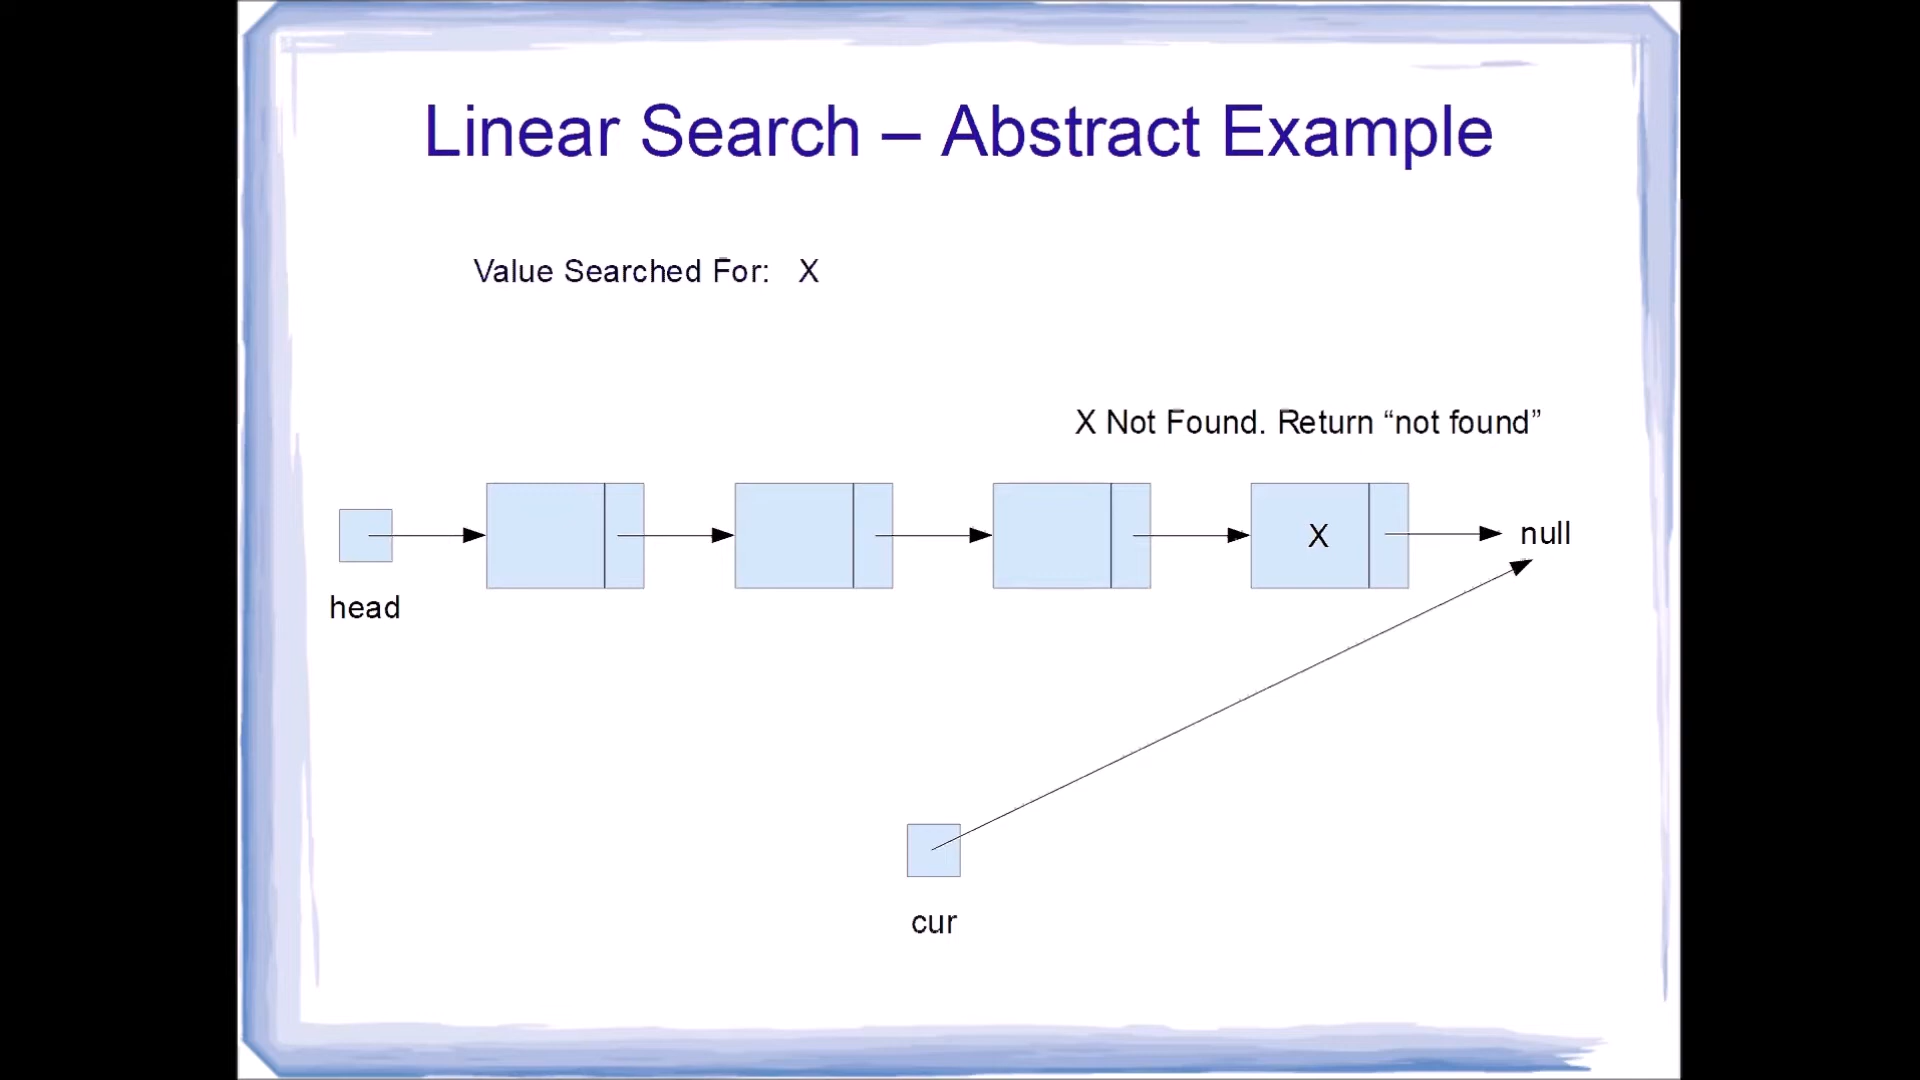 Linear Search – Abstract Example
Value Searched For: X
X Not Found. Return “not found”
X
null
head
cur